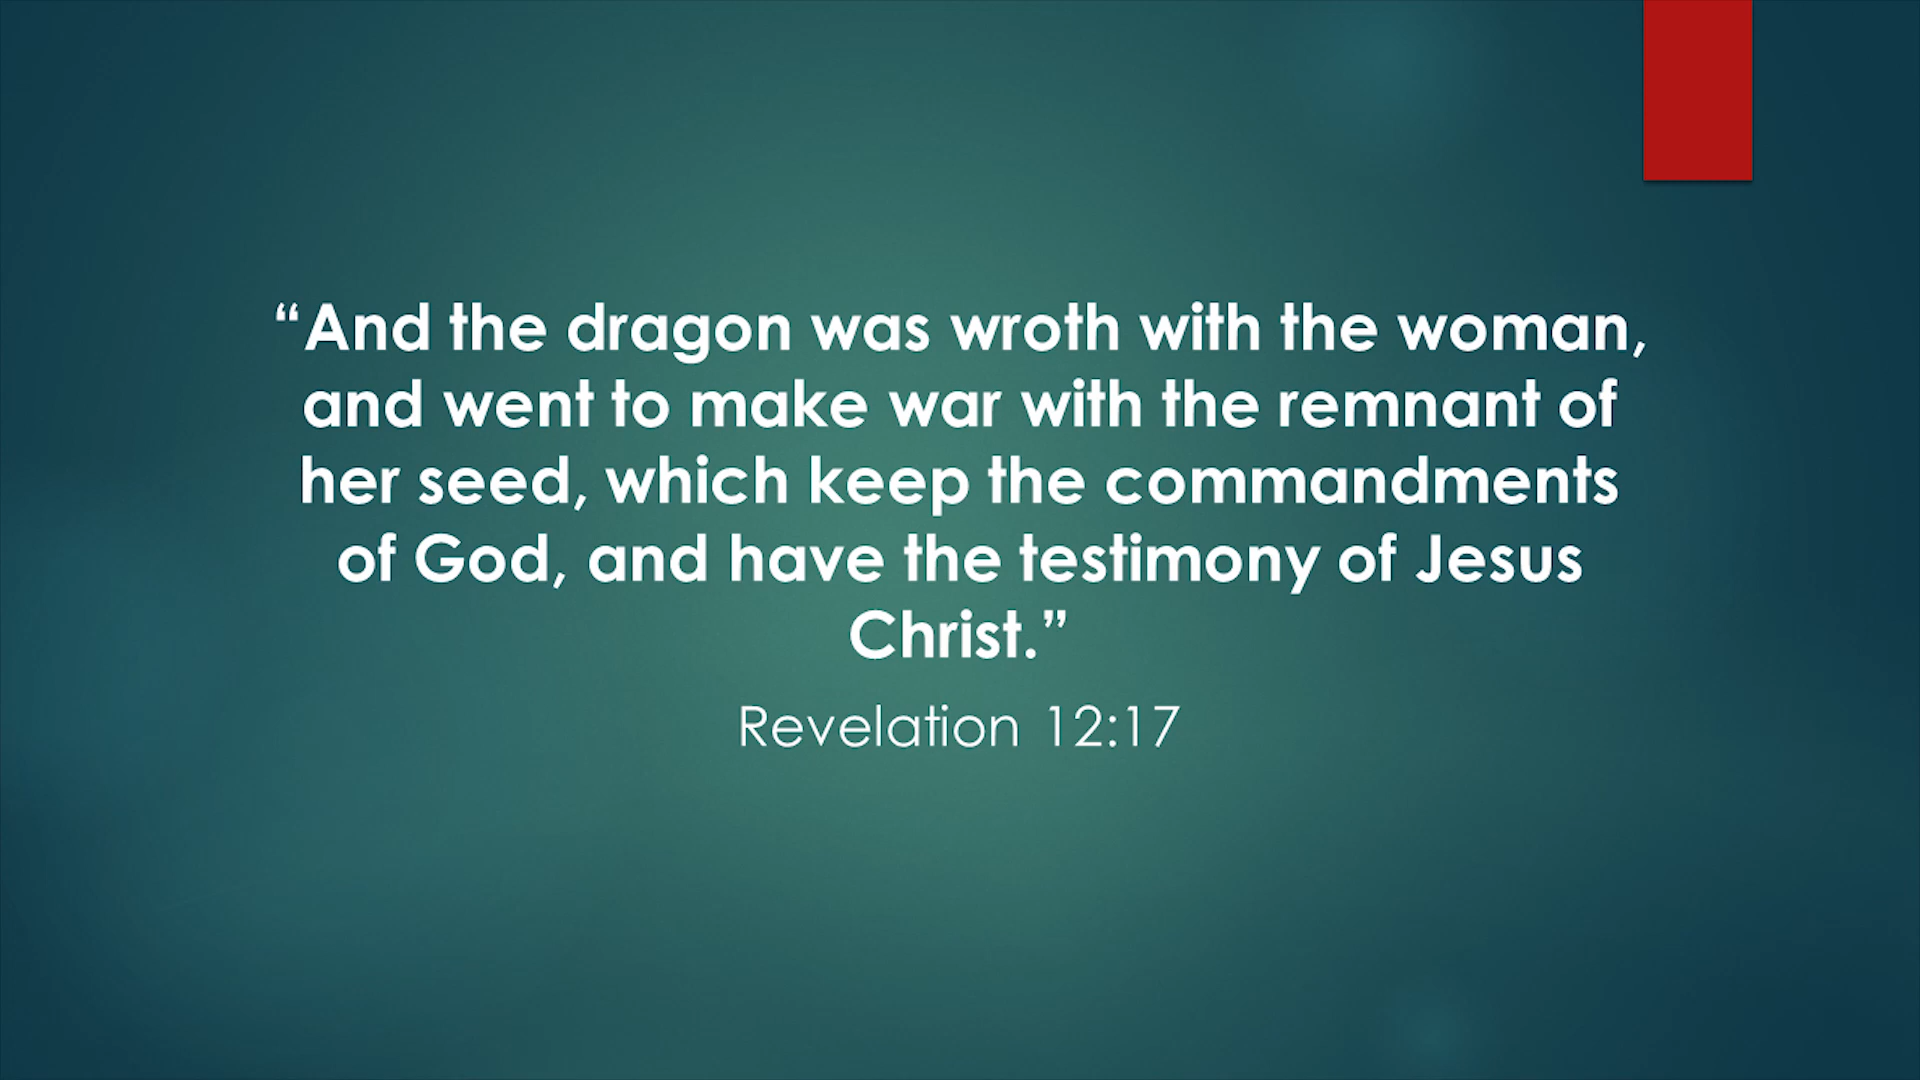 “And the dragon was wroth with the woman,
and went to make war with the remnant of
her seed, which keep the commandments
of God, and have the testimony of Jesus
Christ.”
Revelation 12:17